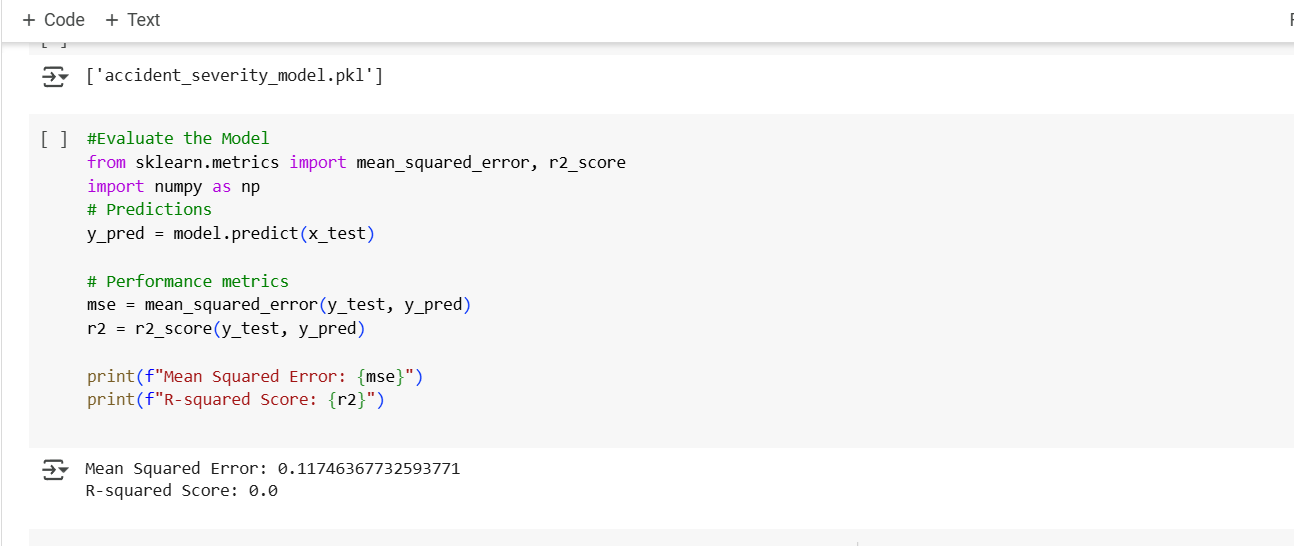 + Code + Text
[ ]
['accident_severity_model.pkl']
[ ] #Evaluate the Model
from sklearn.metrics import mean_squared_error, r2_score
import numpy as np
# Predictions
y_pred = model.predict(x_test)
# Performance metrics
mse = mean_squared_error(y_test, y_pred)
r2 = r2_score(y_test, y_pred)
print(f"Mean Squared Error: {mse}")
print(f"R-squared Score: {r2}")
Mean Squared Error: 0.11746367732593771
R-squared Score: 0.0